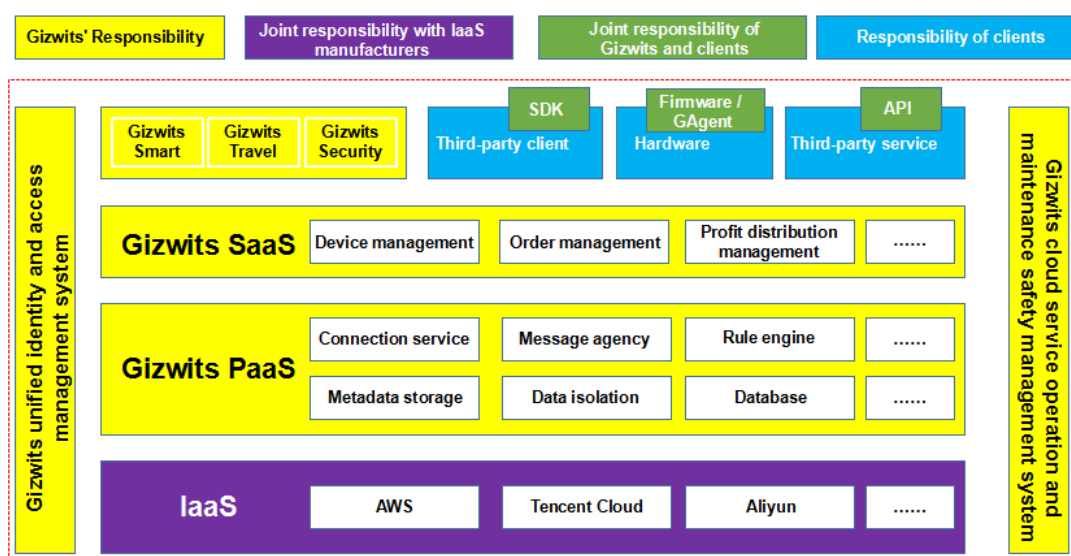 Gizwits' Responsibility
Joint responsibility with IaaS
manufacturers
Joint responsibility of
Gizwits and clients
Responsibility of clients
Gizwits unified identity and access
management system
Gizwits
Smart
Gizwits
Travel
Gizwits
Security
SDK
Third-party client
Firmware /
GAgent
Hardware
API
Third-party service
Gizwits SaaS
Device management
Order management
Profit distribution
management
......
Gizwits PaaS
Connection service
Message agency
Rule engine
......
Metadata storage
Data isolation
Database
......
IaaS
AWS
Tencent Cloud
Aliyun
......
Gizwits cloud service operation and
maintenance safety management system